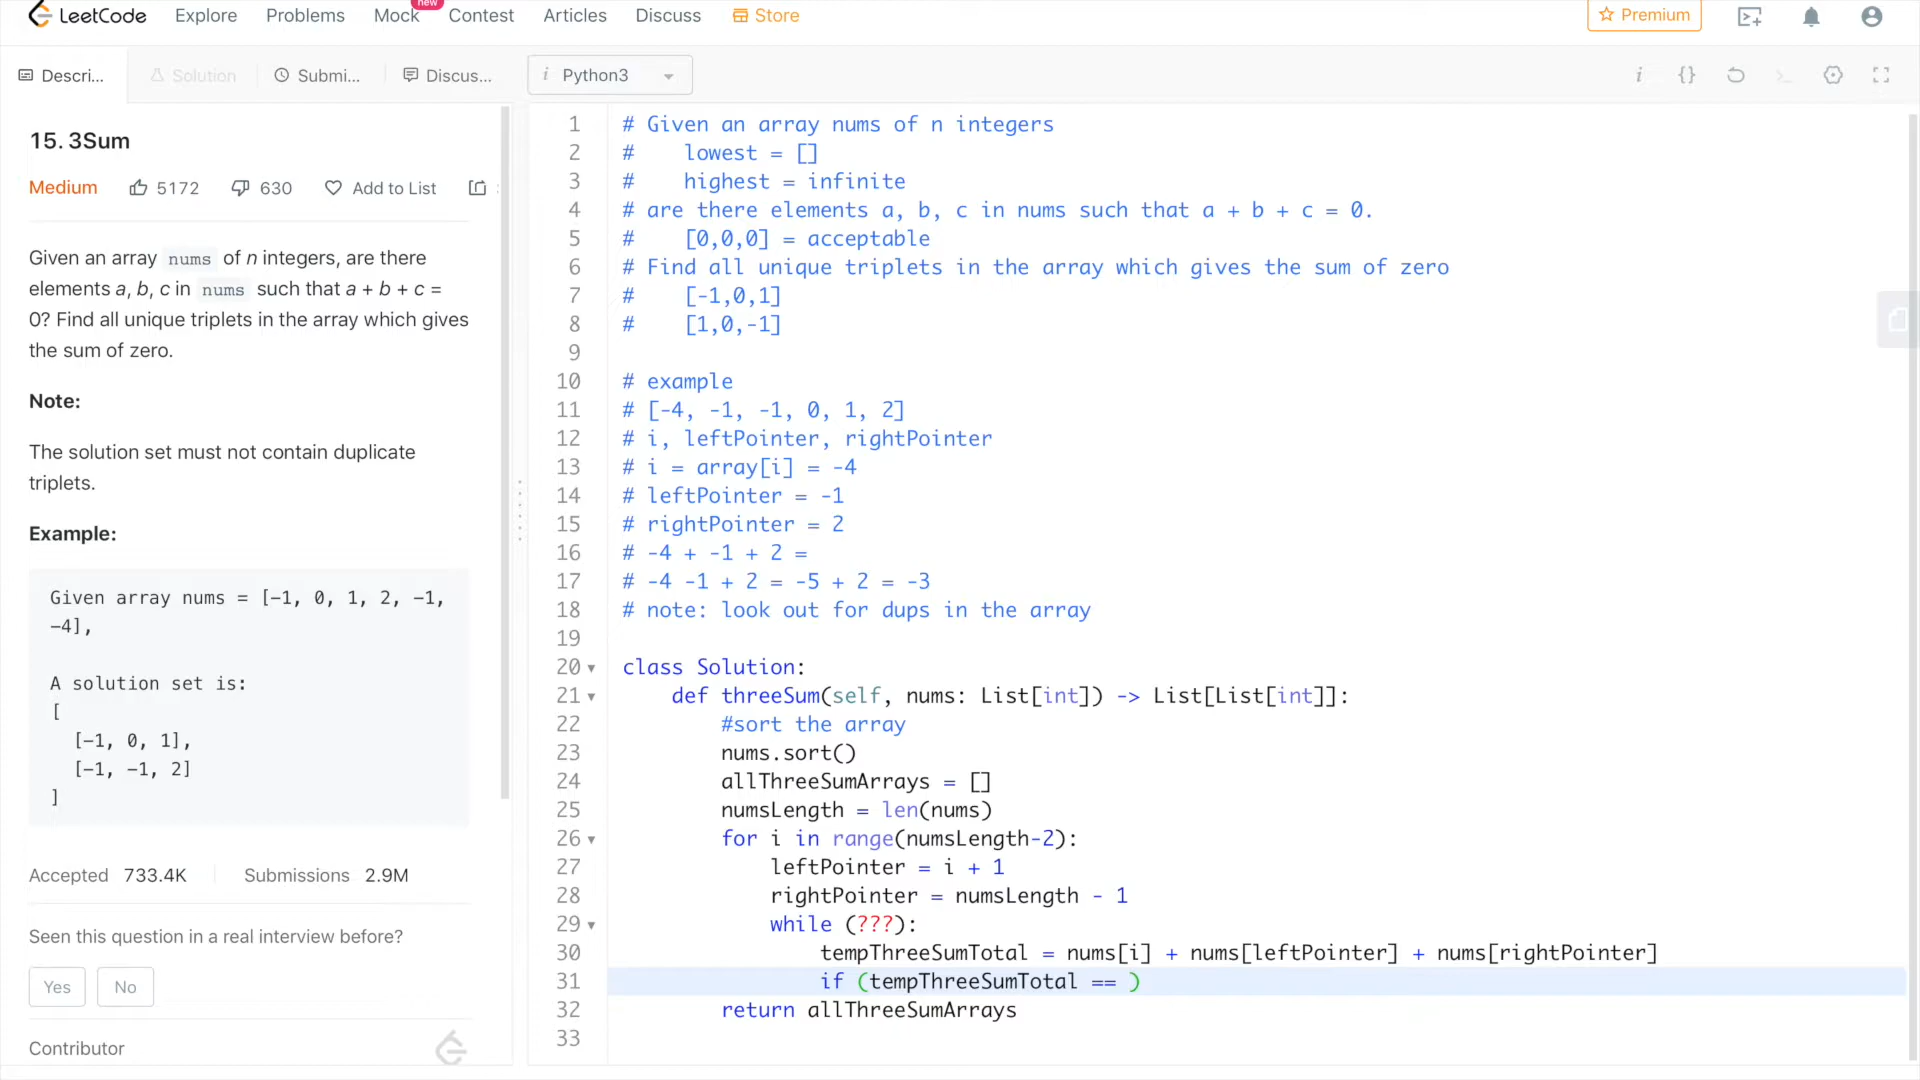 LeetCode
Explore
Problems
Mock
new
Contest
Articles
Discuss
Store
Premium
Descri...
Solution
Submi...
Discus...
i Python3
i
{}
15. 3Sum
Medium
5172
630
Add to List
Given an array nums of n integers, are there
elements a, b, c in nums such that a + b + c =
0? Find all unique triplets in the array which gives
the sum of zero.
Note:
The solution set must not contain duplicate
triplets.
Example:
Given array nums = [-1, 0, 1, 2, -1,
-4],
A solution set is:
[
[-1, 0, 1],
[-1, -1, 2]
]
Accepted 733.4K
Submissions 2.9M
Seen this question in a real interview before?
Yes
No
Contributor
1 # Given an array nums of n integers
2 #    lowest = []
3 #    highest = infinite
4 # are there elements a, b, c in nums such that a + b + c = 0.
5 #    [0,0,0] = acceptable
6 # Find all unique triplets in the array which gives the sum of zero
7 #    [-1,0,1]
8 #    [1,0,-1]
9
10 # example
11 # [-4, -1, -1, 0, 1, 2]
12 # i, leftPointer, rightPointer
13 # i = array[i] = -4
14 # leftPointer = -1
15 # rightPointer = 2
16 # -4 + -1 + 2 =
17 # -4 -1 + 2 = -5 + 2 = -3
18 # note: look out for dups in the array
19
20 class Solution:
21     def threeSum(self, nums: List[int]) -> List[List[int]]:
22         #sort the array
23         nums.sort()
24         allThreeSumArrays = []
25         numsLength = len(nums)
26         for i in range(numsLength-2):
27             leftPointer = i + 1
28             rightPointer = numsLength - 1
29             while (???):
30                 tempThreeSumTotal = nums[i] + nums[leftPointer] + nums[rightPointer]
31                 if (tempThreeSumTotal == )
32         return allThreeSumArrays
33